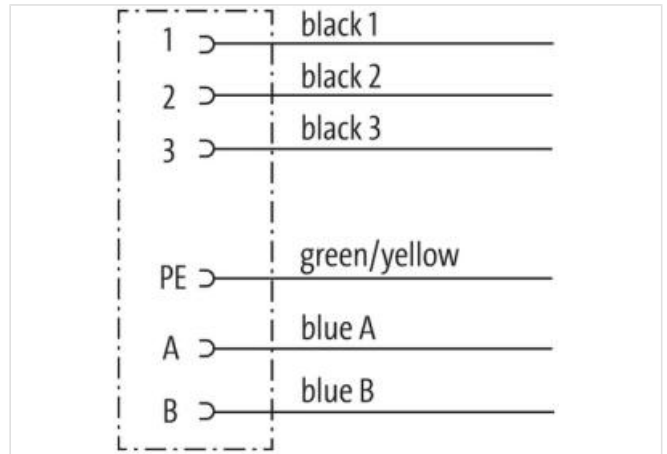 1 black 1
2 black 2
3 black 3
PE green/yellow
A blue A
B blue B